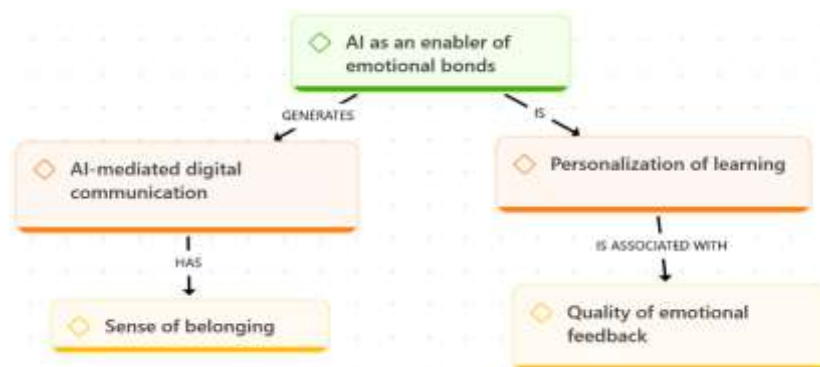 AI as an enabler of
emotional bonds
GENERATES
IS
AI-mediated digital
communication
Personalization of learning
HAS
IS ASSOCIATED WITH
Sense of belonging
Quality of emotional
feedback